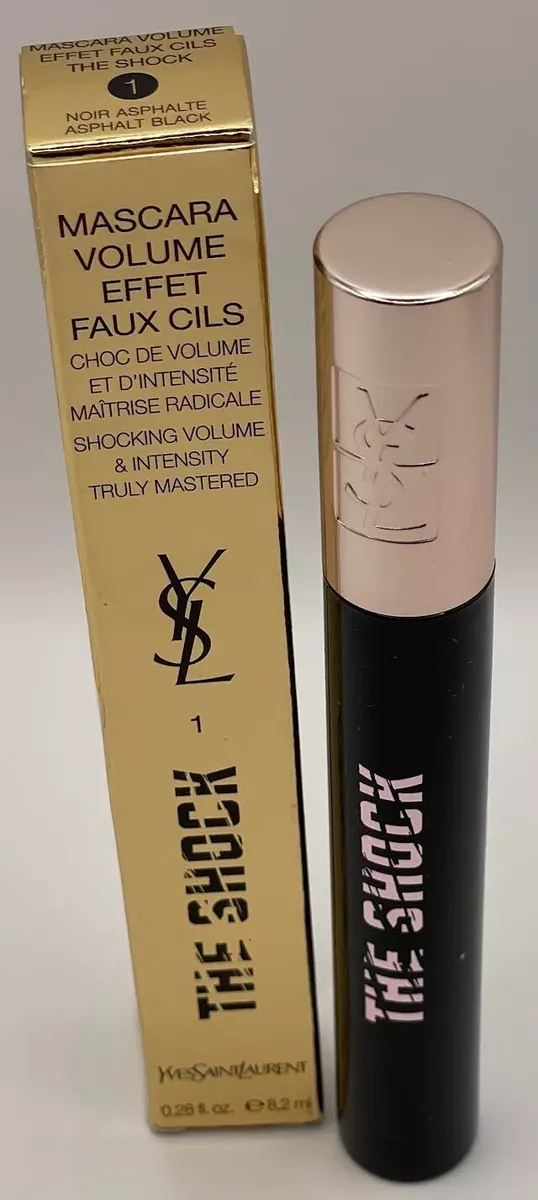 MASCARA VOLUME
EFFET FAUX CILS
THE SHOCK
1
NOIR ASPHALTE
ASPHALT BLACK
MASCARA
VOLUME
EFFET
FAUX CILS
CHOC DE VOLUME
ET D'INTENSITÉ
MAÎTRISE RADICALE
SHOCKING VOLUME
& INTENSITY
TRULY MASTERED
YSL
1
THE SHOCK
YVESSAINTLAURENT
0.28 fl. oz. ℮ 8,2 ml
YSL
THE SHOCK